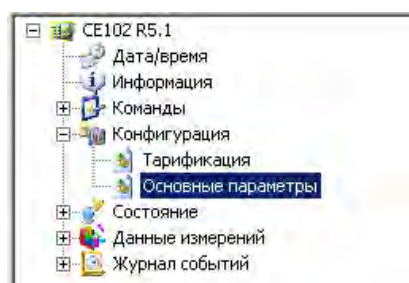 CE102 R5.1
Дата/время
Информация
Команды
Конфигурация
Тарификация
Основные параметры
Состояние
Данные измерений
Журнал событий